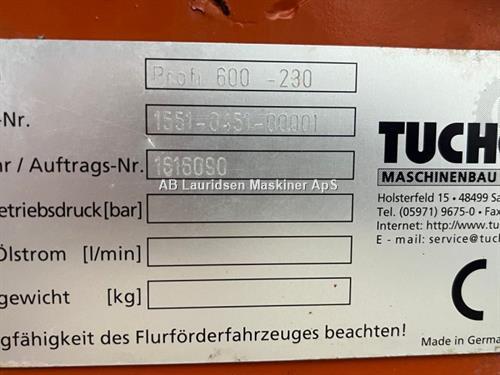 Profi 600 -230
-Nr. 1551-0451-00001
hr / Auftrags-Nr. 1616090
AB Lauridsen Maskiner ApS
etriebsdruck[bar]
Ölstrom [l/min]
gewicht [kg]
gfähigkeit des Flurförderfahrzeuges beachten!
TUCH
MASCHINENBAU
Holsterfeld 15 • 48499 Sa
Tel. (05971) 9675-0 • Fax
Internet: http://www.tu
E - mail: service@tuch
C
Made in Germa